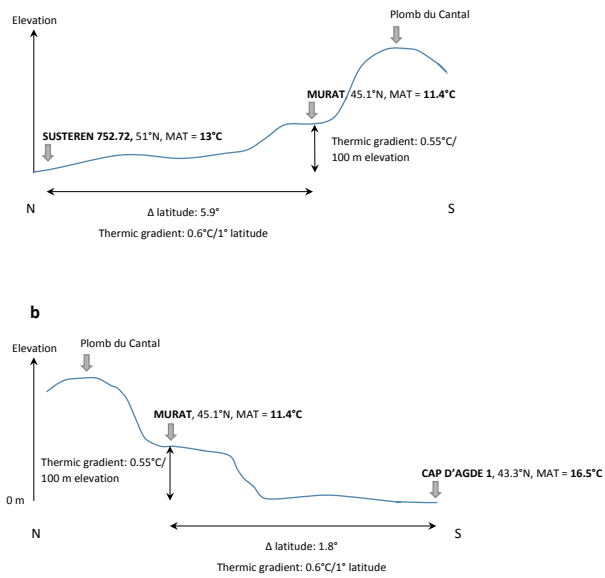 Plomb du Cantal
Elevation
MURAT, 45.1°N, MAT = 11.4°C
SUSTEREN 752.72, 51°N, MAT = 13°C
Thermic gradient: 0.55°C/
100 m elevation
N
S
Δ latitude: 5.9°
Thermic gradient: 0.6°C/1° latitude
b
Plomb du Cantal
Elevation
MURAT, 45.1°N, MAT = 11.4°C
Thermic gradient: 0.55°C/
100 m elevation
CAP D'AGDE 1, 43.3°N, MAT = 16.5°C
0 m
N
S
Δ latitude: 1.8°
Thermic gradient: 0.6°C/1° latitude